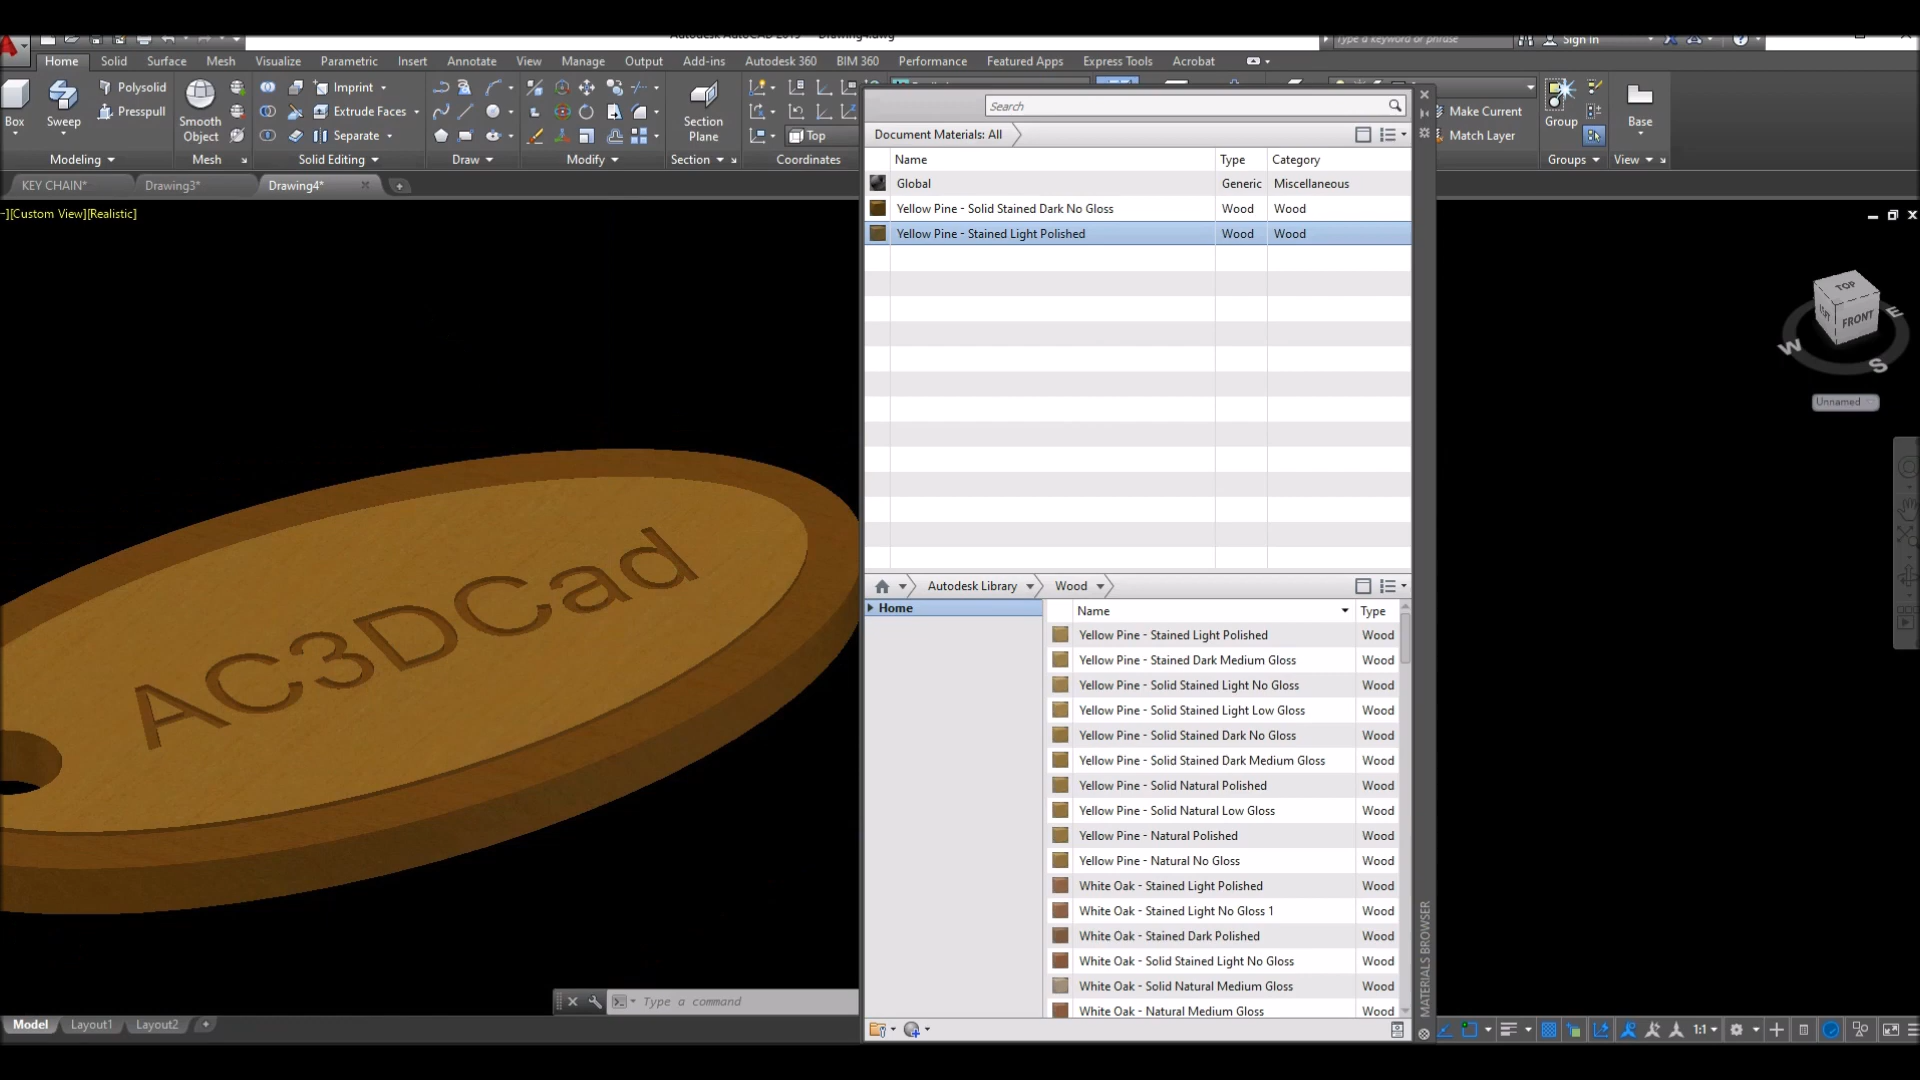 Autodesk AutoCAD 2019 Drawing4.dwg
Type a keyword or phrase
Sign In
Home Solid Surface Mesh Visualize Parametric Insert Annotate View Manage Output Add-ins Autodesk 360 BIM 360 Performance Featured Apps Express Tools Acrobat
Box
Sweep
Polysolid
Presspull
Smooth
Object
Imprint
Extrude Faces
Separate
Section
Plane
Top
Make Current
Match Layer
Group
Base
Modeling
Mesh
Solid Editing
Draw
Modify
Section
Coordinates
Groups
View
KEY CHAIN*
Drawing3*
Drawing4*
-][Custom View][Realistic]
Search
Document Materials: All
Name Type Category
Global Generic Miscellaneous
Yellow Pine - Solid Stained Dark No Gloss Wood Wood
Yellow Pine - Stained Light Polished Wood Wood
TOP
LEFT
FRONT
W
S
E
Unnamed
AC3DCad
Autodesk Library Wood
Home
Name Type
Yellow Pine - Stained Light Polished Wood
Yellow Pine - Stained Dark Medium Gloss Wood
Yellow Pine - Solid Stained Light No Gloss Wood
Yellow Pine - Solid Stained Light Low Gloss Wood
Yellow Pine - Solid Stained Dark No Gloss Wood
Yellow Pine - Solid Stained Dark Medium Gloss Wood
Yellow Pine - Solid Natural Polished Wood
Yellow Pine - Solid Natural Low Gloss Wood
Yellow Pine - Natural Polished Wood
Yellow Pine - Natural No Gloss Wood
White Oak - Stained Light Polished Wood
White Oak - Stained Light No Gloss 1 Wood
White Oak - Stained Dark Polished Wood
White Oak - Solid Stained Light No Gloss Wood
White Oak - Solid Natural Medium Gloss Wood
White Oak - Natural Medium Gloss Wood
MATERIALS BROWSER
Type a command
Model Layout1 Layout2
1:1